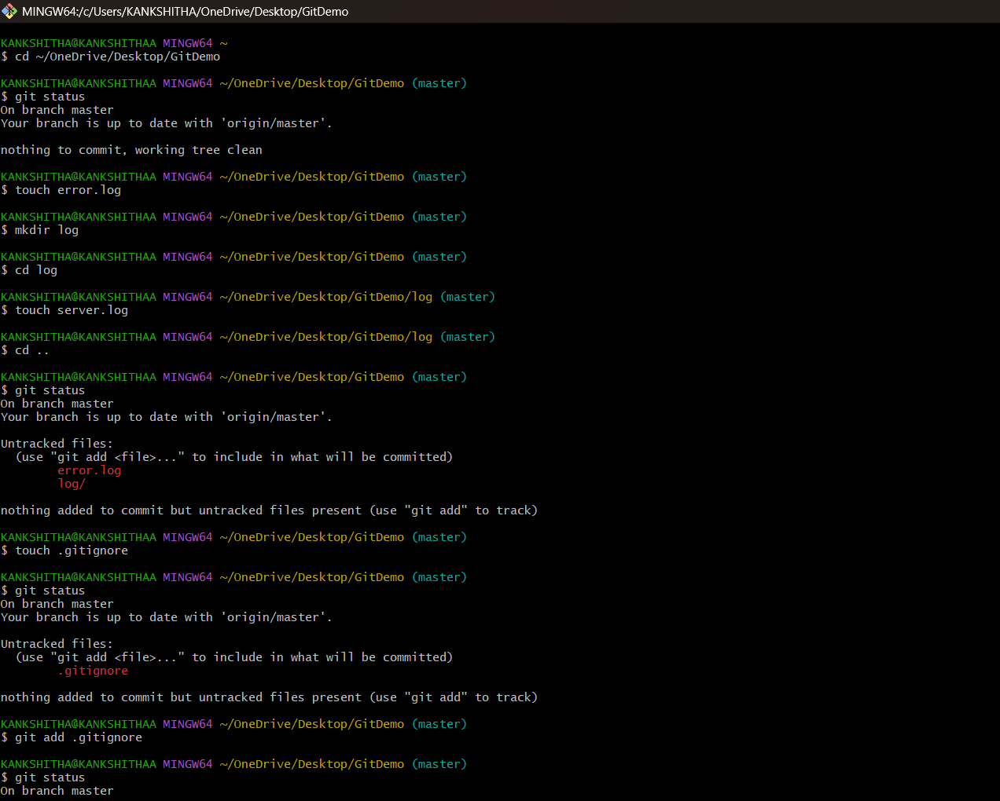 MINGW64:/c/Users/KANKSHITHA/OneDrive/Desktop/GitDemo
KANKSHITHA@KANKSHITHAA MINGW64 ~
$ cd ~/OneDrive/Desktop/GitDemo
KANKSHITHA@KANKSHITHAA MINGW64 ~/OneDrive/Desktop/GitDemo (master)
$ git status
On branch master
Your branch is up to date with 'origin/master'.
nothing to commit, working tree clean
KANKSHITHA@KANKSHITHAA MINGW64 ~/OneDrive/Desktop/GitDemo (master)
$ touch error.log
KANKSHITHA@KANKSHITHAA MINGW64 ~/OneDrive/Desktop/GitDemo (master)
$ mkdir log
KANKSHITHA@KANKSHITHAA MINGW64 ~/OneDrive/Desktop/GitDemo (master)
$ cd log
KANKSHITHA@KANKSHITHAA MINGW64 ~/OneDrive/Desktop/GitDemo/log (master)
$ touch server.log
KANKSHITHA@KANKSHITHAA MINGW64 ~/OneDrive/Desktop/GitDemo/log (master)
$ cd ..
KANKSHITHA@KANKSHITHAA MINGW64 ~/OneDrive/Desktop/GitDemo (master)
$ git status
On branch master
Your branch is up to date with 'origin/master'.
Untracked files:
  (use "git add <file>..." to include in what will be committed)
        error.log
        log/
nothing added to commit but untracked files present (use "git add" to track)
KANKSHITHA@KANKSHITHAA MINGW64 ~/OneDrive/Desktop/GitDemo (master)
$ touch .gitignore
KANKSHITHA@KANKSHITHAA MINGW64 ~/OneDrive/Desktop/GitDemo (master)
$ git status
On branch master
Your branch is up to date with 'origin/master'.
Untracked files:
  (use "git add <file>..." to include in what will be committed)
        .gitignore
nothing added to commit but untracked files present (use "git add" to track)
KANKSHITHA@KANKSHITHAA MINGW64 ~/OneDrive/Desktop/GitDemo (master)
$ git add .gitignore
KANKSHITHA@KANKSHITHAA MINGW64 ~/OneDrive/Desktop/GitDemo (master)
$ git status
On branch master